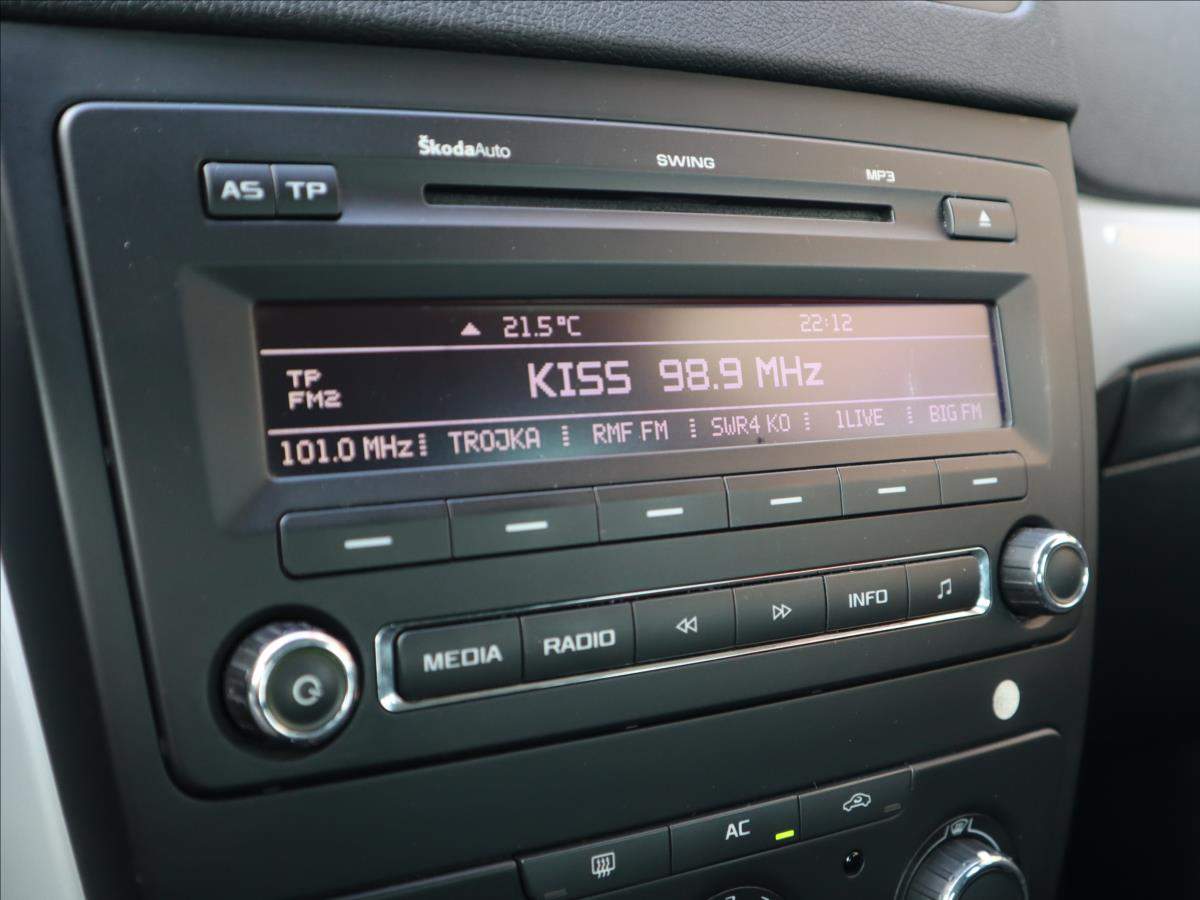 ŠkodaAuto SWING MP3
AS TP
21.5°C 22:12
TP KISS 98.9 MHz
FM2
101.0 MHz TROJKA RMF FM SWR4 KO 1LIVE BIG FM
MEDIA RADIO INFO
AC